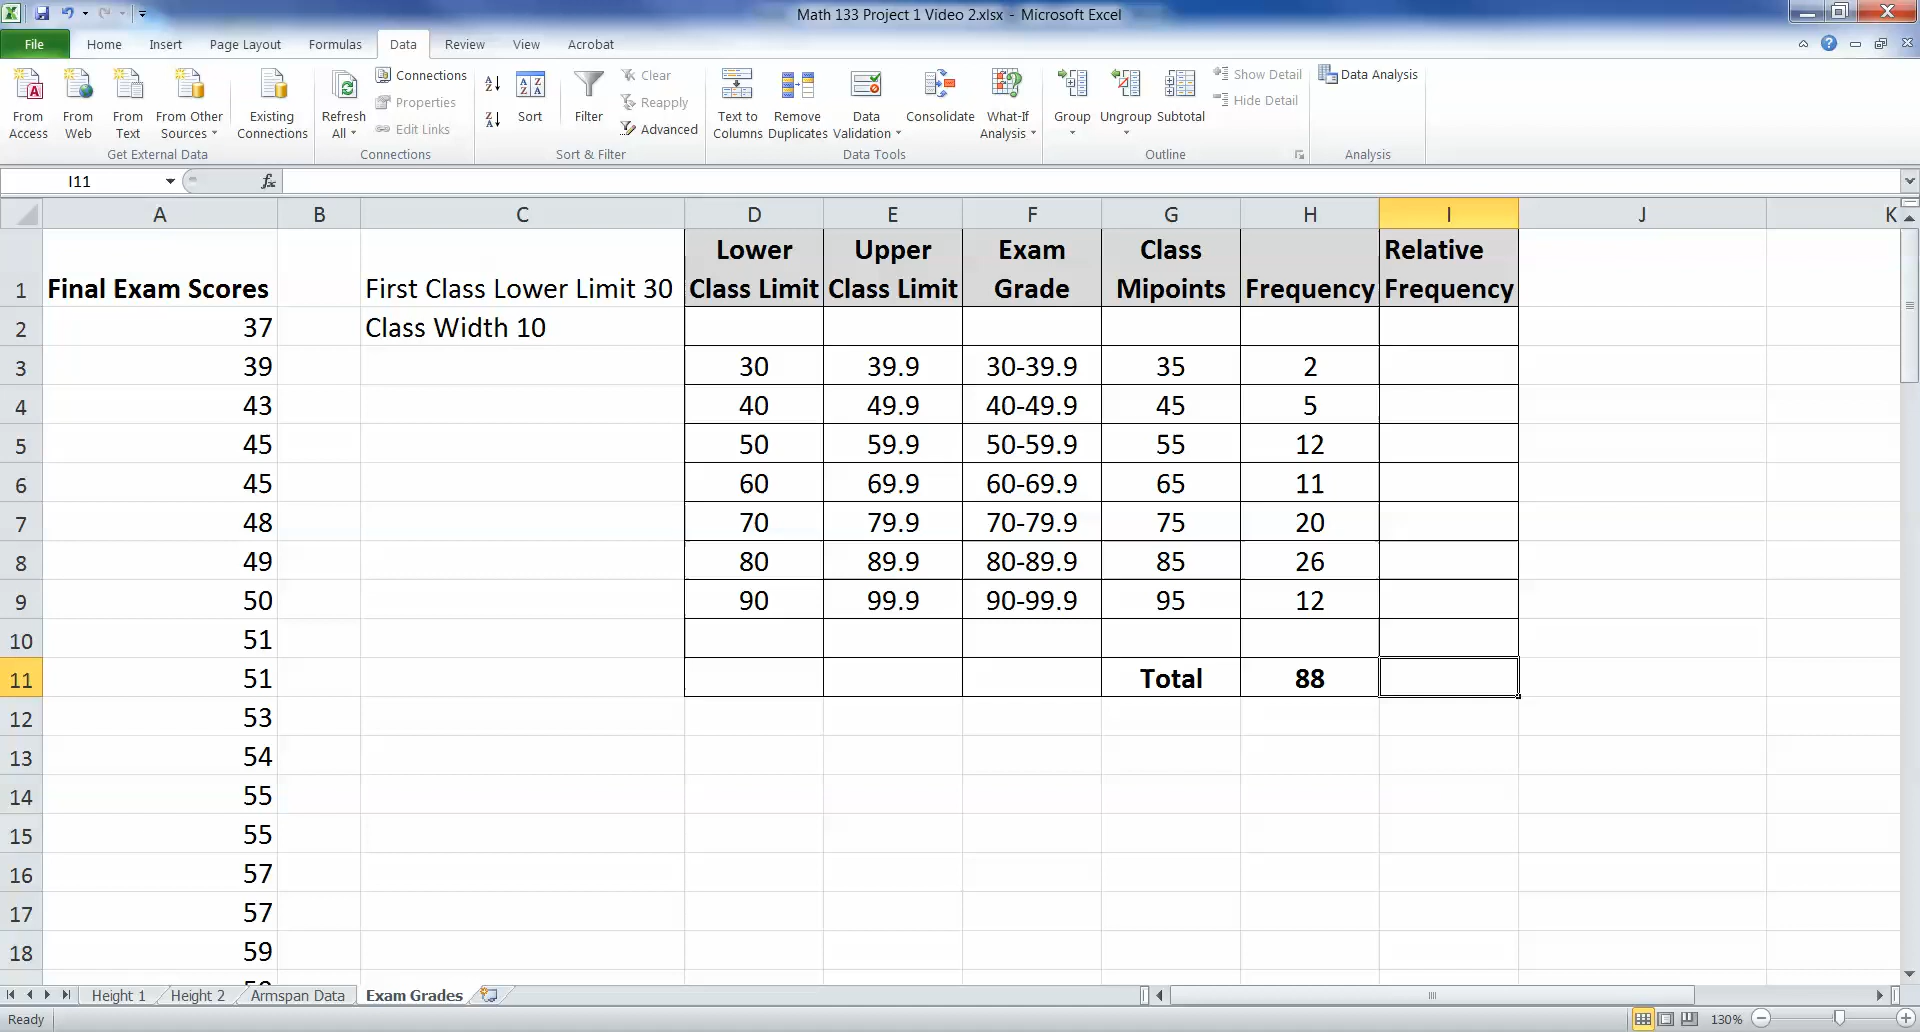 Math 133 Project 1 Video 2.xlsx - Microsoft Excel
File Home Insert Page Layout Formulas Data Review View Acrobat
From Access
From Web
From Text
From Other Sources
Existing Connections
Get External Data
Refresh All
Connections
Properties
Edit Links
Connections
Sort
Filter
Clear
Reapply
Advanced
Sort & Filter
Text to Columns
Remove Duplicates
Data Validation
Consolidate
What-If Analysis
Data Tools
Group
Ungroup
Subtotal
Show Detail
Hide Detail
Outline
Data Analysis
Analysis
I11 fx
A B C D E F G H I J K
Lower Upper Exam Class Relative
1 Final Exam Scores First Class Lower Limit 30 Class Limit Class Limit Grade Mipoints Frequency Frequency
2 37 Class Width 10
3 39 30 39.9 30-39.9 35 2
4 43 40 49.9 40-49.9 45 5
5 45 50 59.9 50-59.9 55 12
6 45 60 69.9 60-69.9 65 11
7 48 70 79.9 70-79.9 75 20
8 49 80 89.9 80-89.9 85 26
9 50 90 99.9 90-99.9 95 12
10 51
11 51 Total 88
12 53
13 54
14 55
15 55
16 57
17 57
18 59
Height 1 Height 2 Armspan Data Exam Grades
Ready 130%